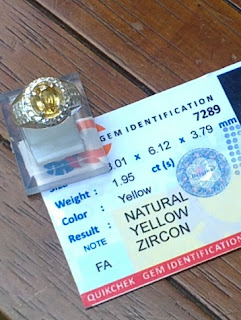 GEM IDENTIFICATION
7289
.01 x 6.12 x 3.79 mm
Weight : 1.95 ct (s)
Color : Yellow
Result : NATURAL
YELLOW
ZIRCON
NOTE
FA
QUIKCHEK GEM IDENTIFICATION